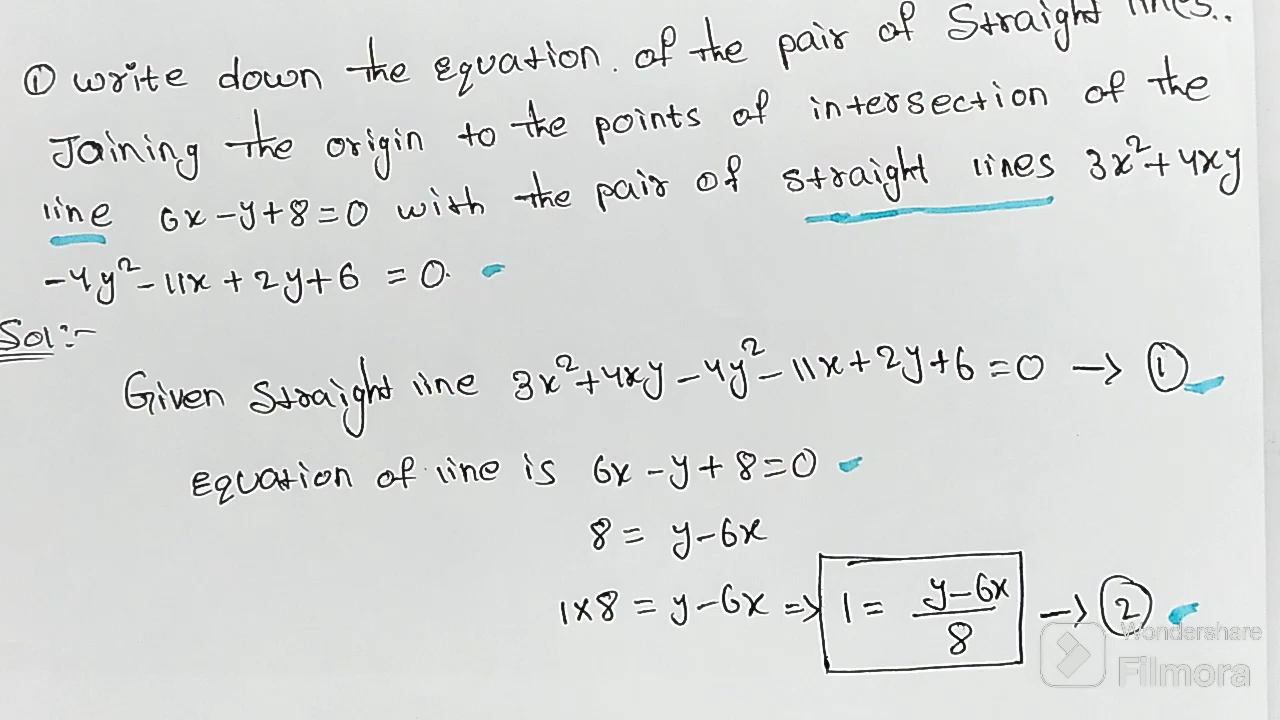 ① write down the equation. of the pair of Straight lines..
Joining the origin to the points of intersection of the
line 6x-y+8=0 with the pair of straight lines 3x²+4xy
-4y²-11x+2y+6 =0.
Sol:-
Given straight line 3x²+4xy-4y²-11x+2y+6=0 → ①
equation of line is 6x-y+8=0
8= y-6x
1×8 = y-6x ⇒ 1= (y-6x)/8 → ②
Wondershare
Filmora